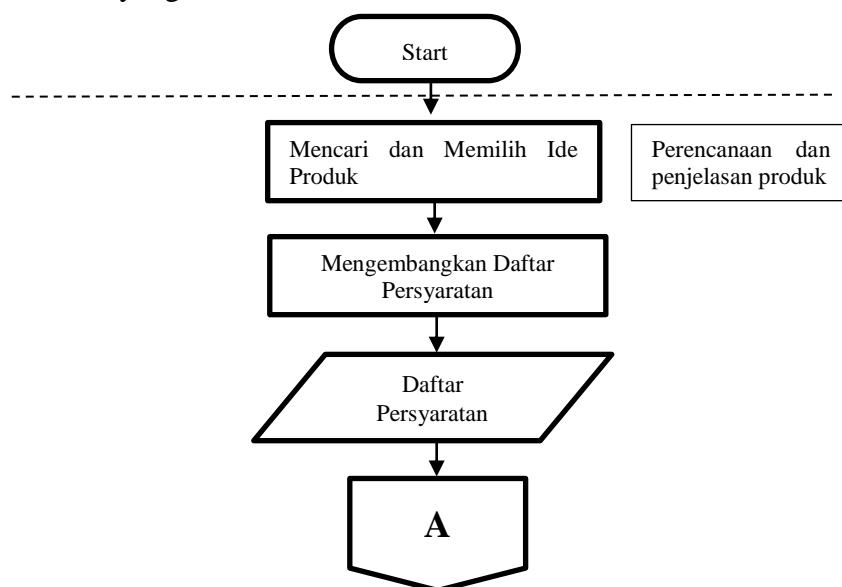 Start
Mencari dan Memilih Ide
Produk
Perencanaan dan
penjelasan produk
Mengembangkan Daftar
Persyaratan
Daftar
Persyaratan
A